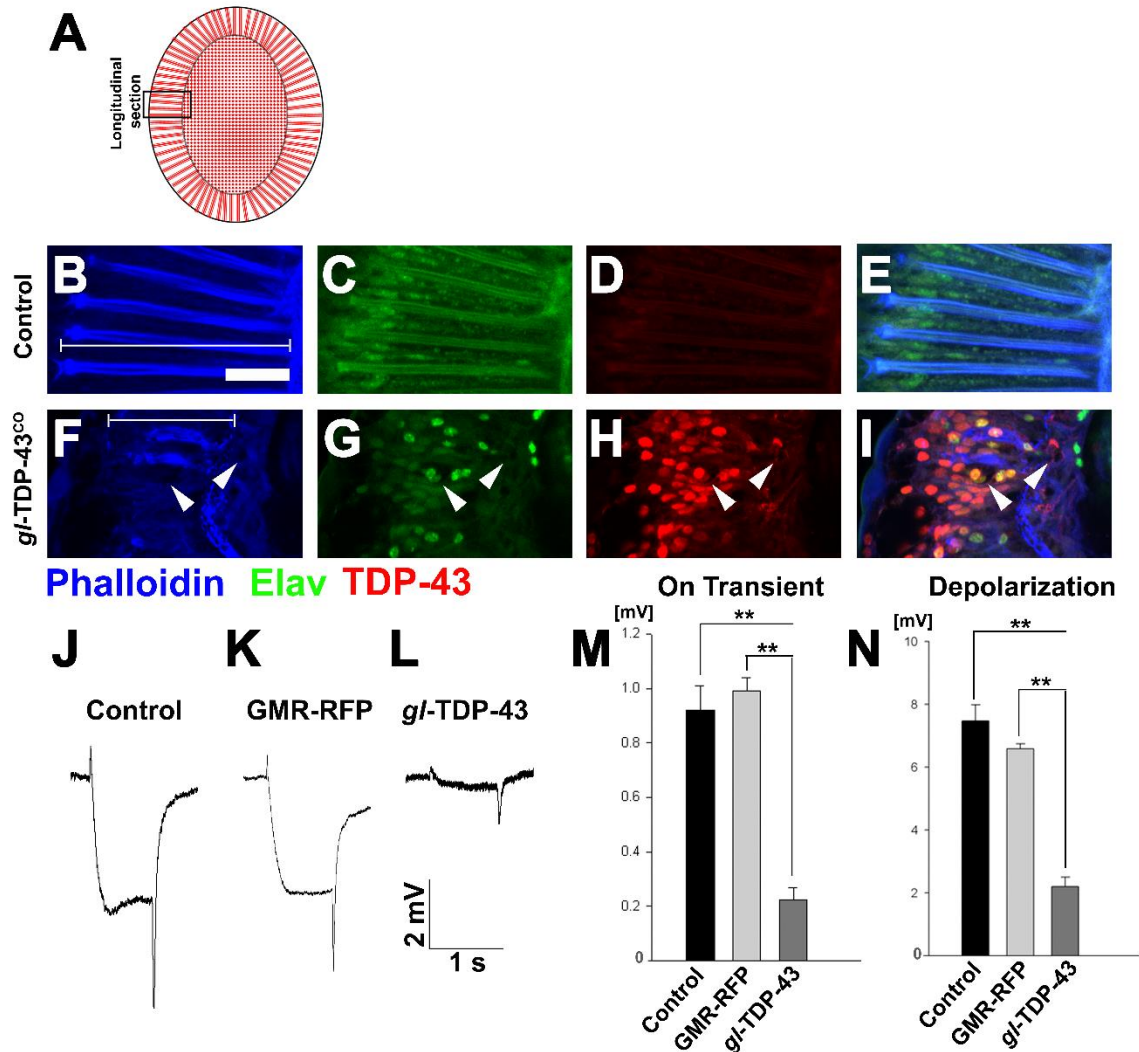 A
Longitudinal
section
Control
B
C
D
E
gl-TDP-43co
F
G
H
I
Phalloidin Elav TDP-43
J
Control
K
GMR-RFP
L
gl-TDP-43
2 mV
1 s
M
On Transient
[mV]
**
**
1.2
1.0
0.8
0.6
0.4
0.2
0
Control
GMR-RFP
gl-TDP-43
N
Depolarization
[mV]
**
**
10
8
6
4
2
0
Control
GMR-RFP
gl-TDP-43